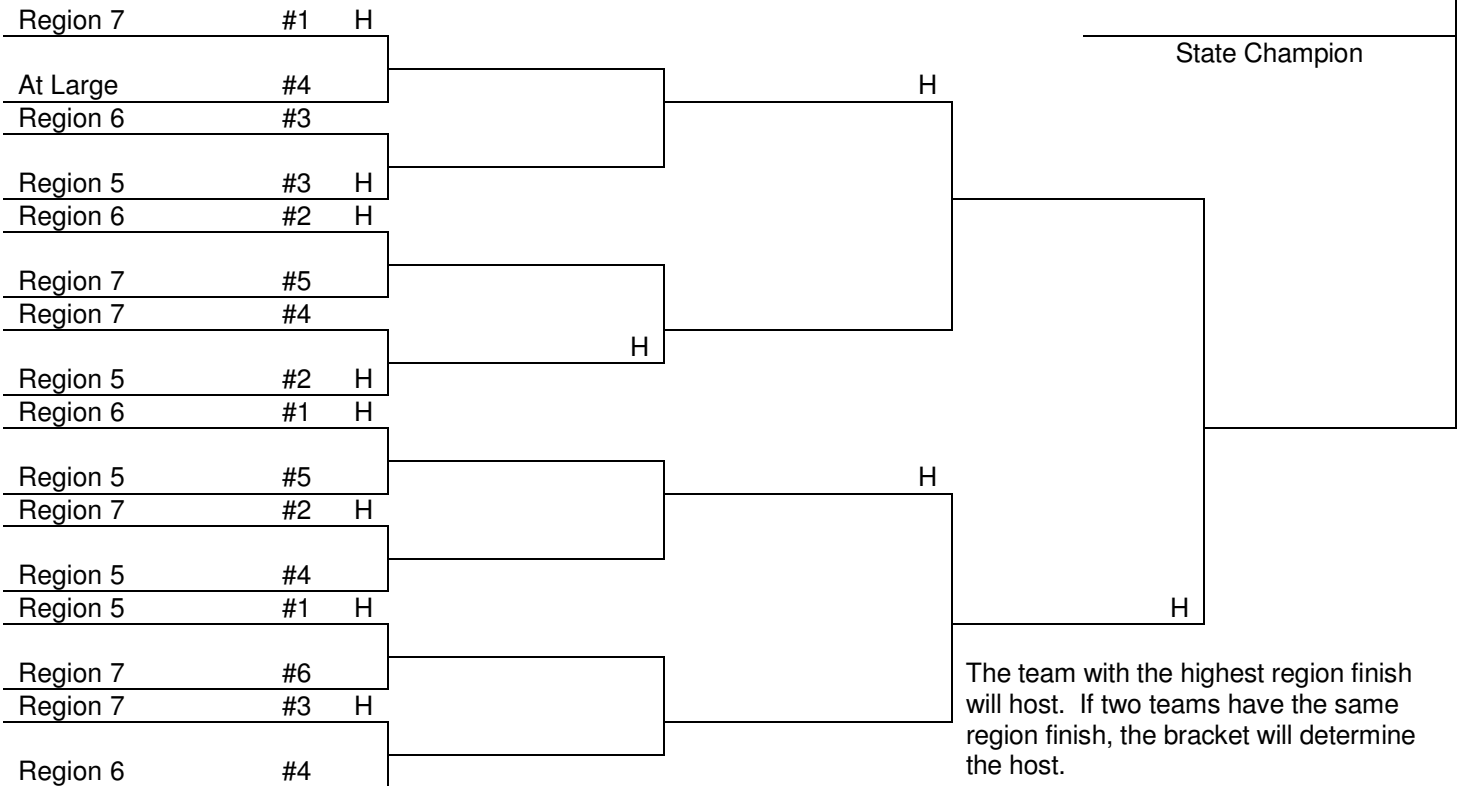 Region 7 #1 H
State Champion
At Large #4 H
Region 6 #3
Region 5 #3 H
Region 6 #2 H
Region 7 #5
Region 7 #4
H
Region 5 #2 H
Region 6 #1 H
Region 5 #5 H
Region 7 #2 H
Region 5 #4
Region 5 #1 H H
Region 7 #6
Region 7 #3 H
Region 6 #4
The team with the highest region finish
will host. If two teams have the same
region finish, the bracket will determine
the host.